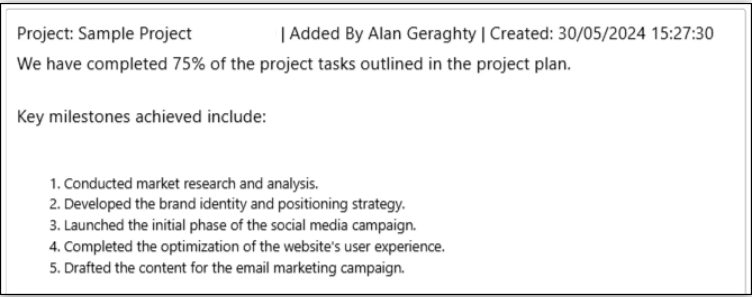 Project: Sample Project | Added By Alan Geraghty | Created: 30/05/2024 15:27:30
We have completed 75% of the project tasks outlined in the project plan.
Key milestones achieved include:
1. Conducted market research and analysis.
2. Developed the brand identity and positioning strategy.
3. Launched the initial phase of the social media campaign.
4. Completed the optimization of the website's user experience.
5. Drafted the content for the email marketing campaign.